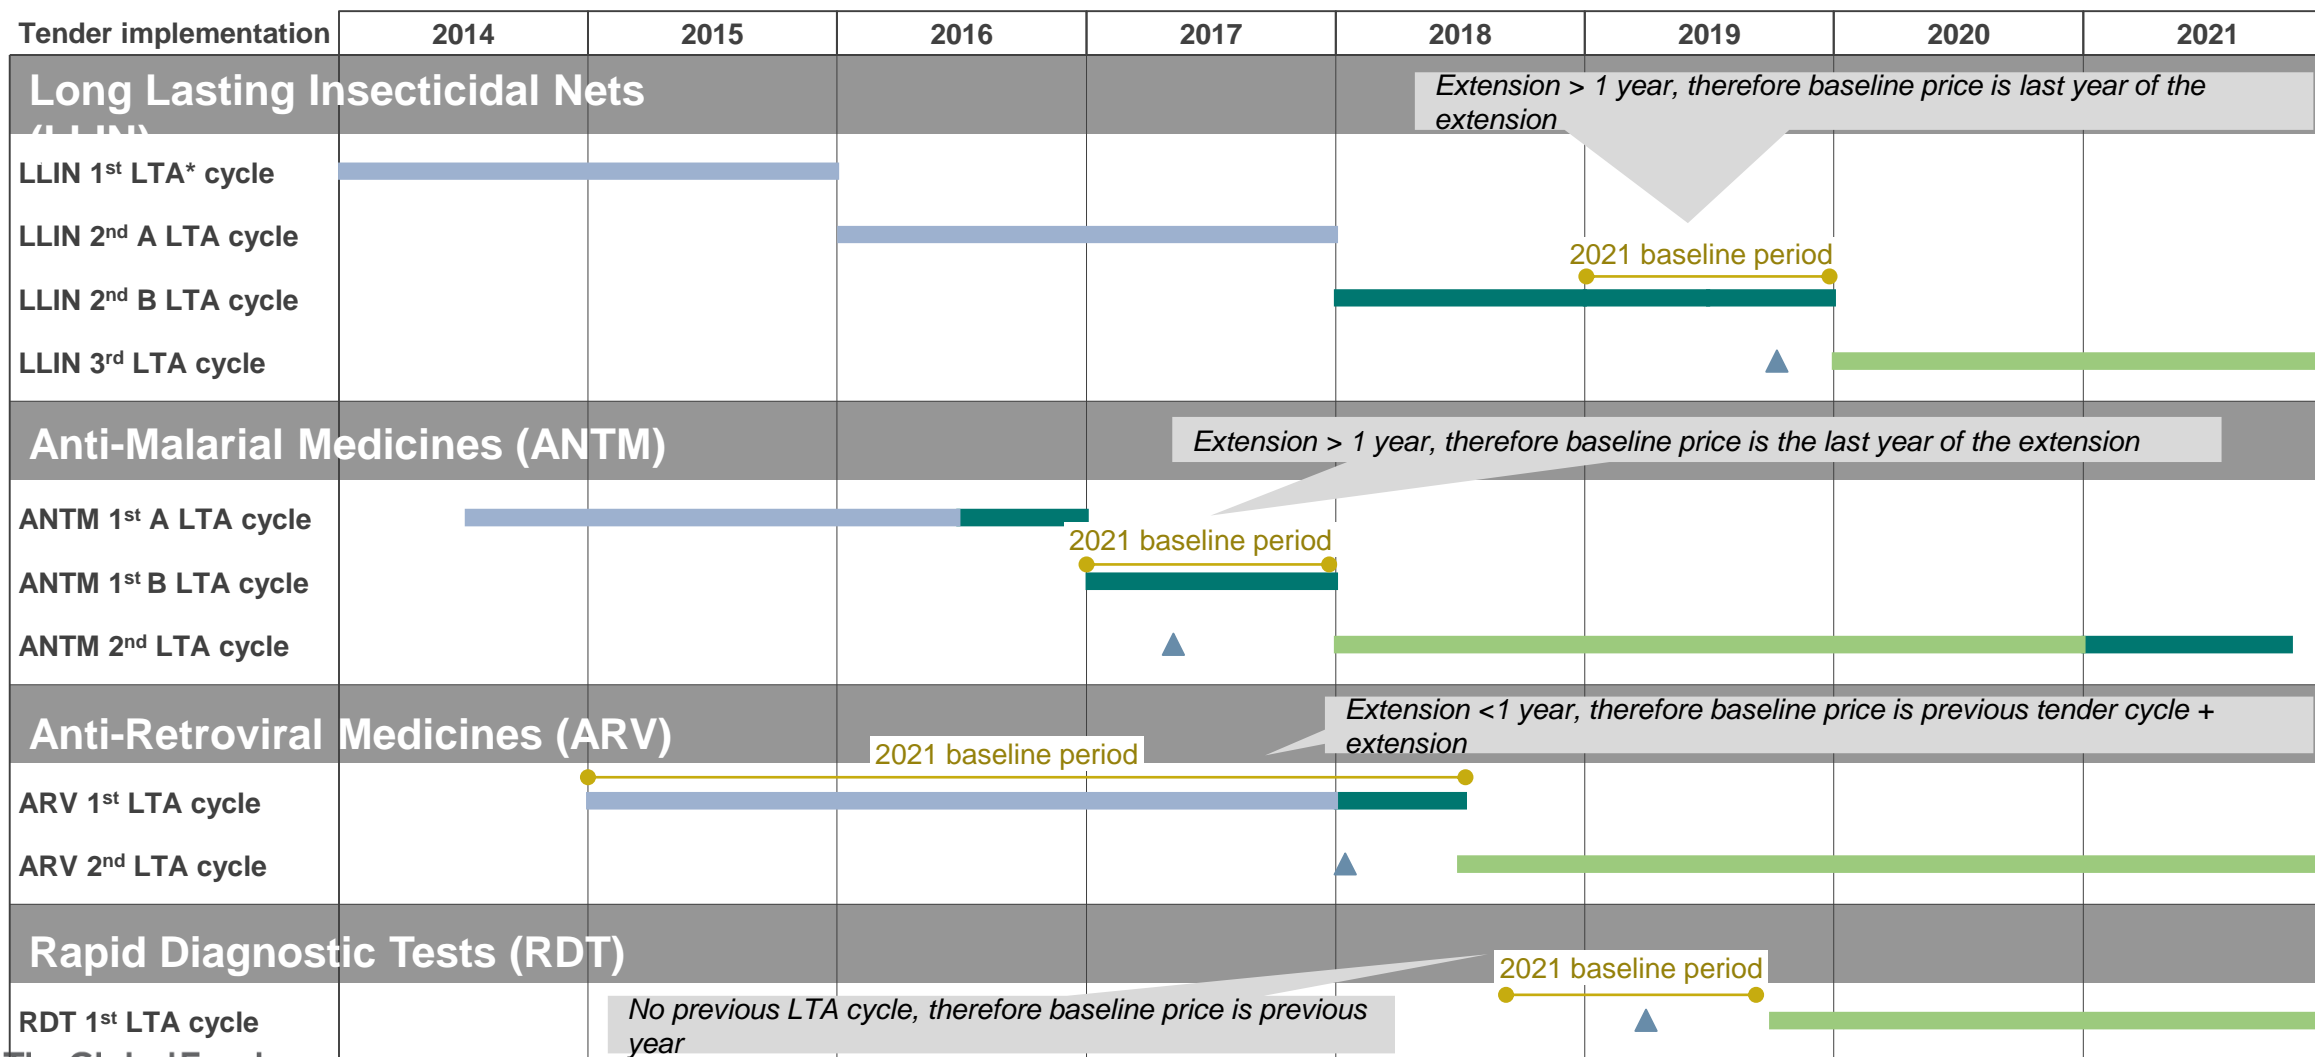 Tender implementation 2014 2015 2016 2017 2018 2019 2020 2021
Long Lasting Insecticidal Nets
(LLIN)
Extension > 1 year, therefore baseline price is last year of the
extension
LLIN 1st LTA* cycle
LLIN 2nd A LTA cycle
2021 baseline period
LLIN 2nd B LTA cycle
LLIN 3rd LTA cycle
Anti-Malarial Medicines (ANTM)
Extension > 1 year, therefore baseline price is the last year of the extension
ANTM 1st A LTA cycle
2021 baseline period
ANTM 1st B LTA cycle
ANTM 2nd LTA cycle
Anti-Retroviral Medicines (ARV)
Extension <1 year, therefore baseline price is previous tender cycle +
extension
2021 baseline period
ARV 1st LTA cycle
ARV 2nd LTA cycle
Rapid Diagnostic Tests (RDT)
2021 baseline period
No previous LTA cycle, therefore baseline price is previous
year
RDT 1st LTA cycle